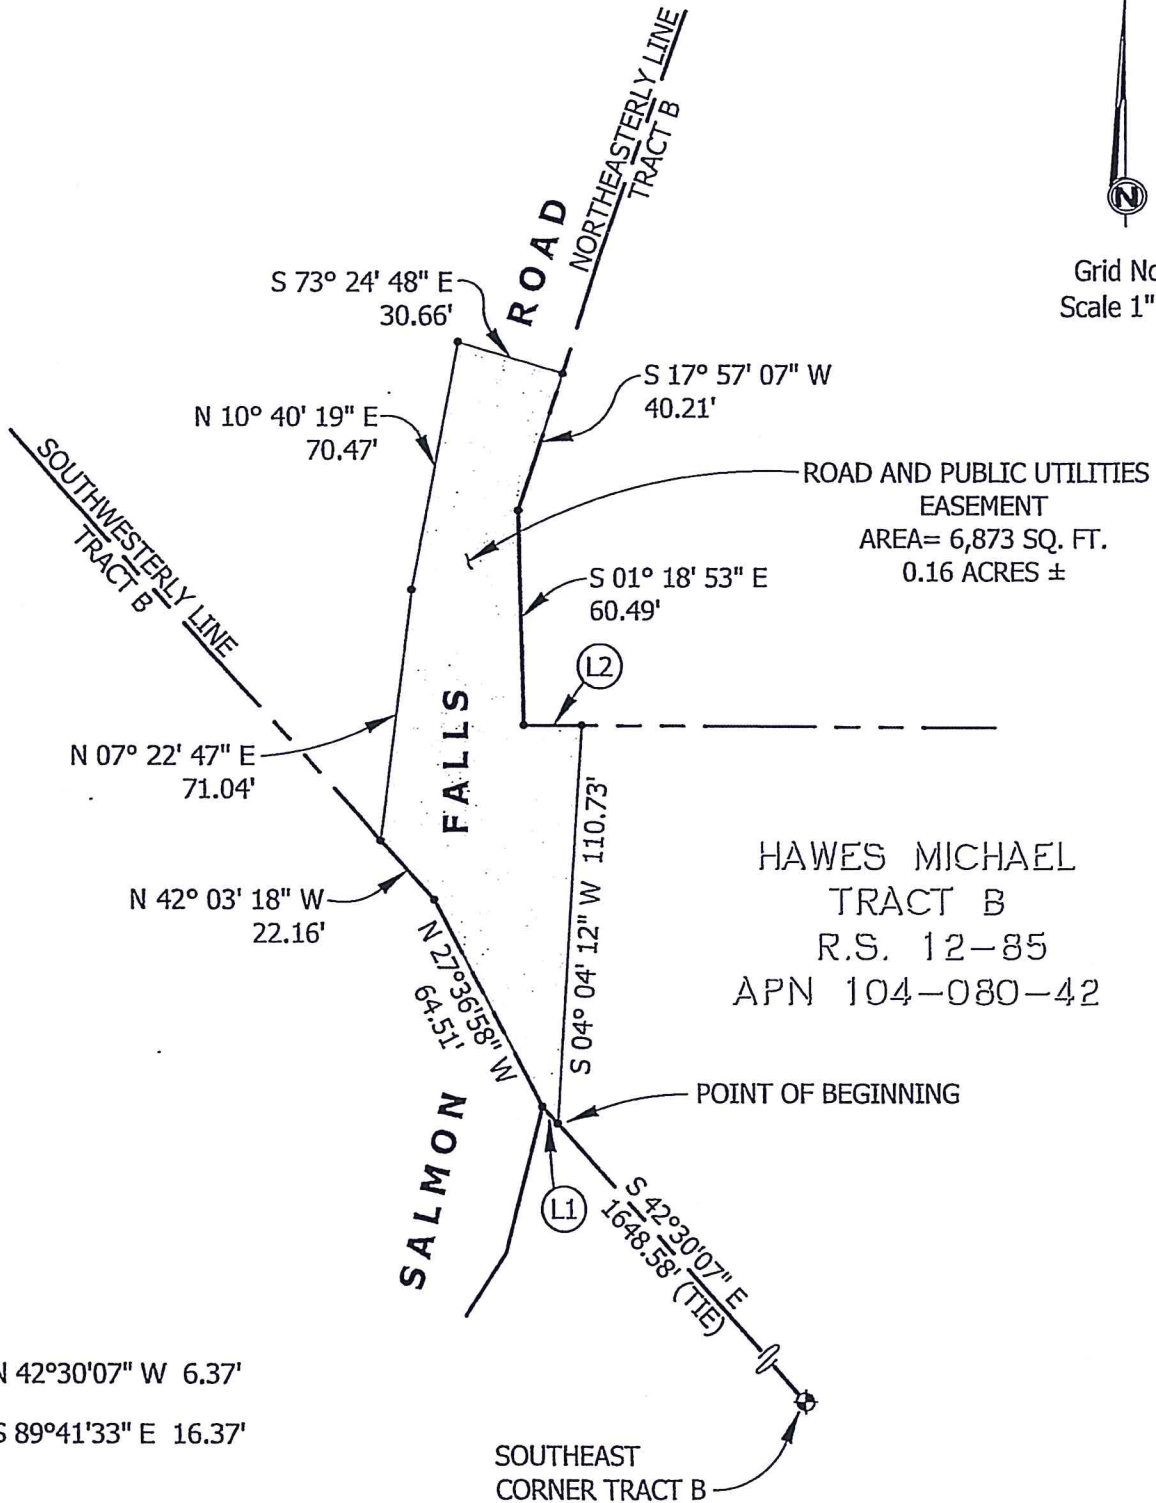 NORTHEASTERLY LINE
TRACT B
ROAD
N
Grid No
Scale 1"
S 73° 24' 48" E
30.66'
S 17° 57' 07" W
40.21'
N 10° 40' 19" E
70.47'
SOUTHWESTERLY LINE
TRACT B
ROAD AND PUBLIC UTILITIES
EASEMENT
AREA= 6,873 SQ. FT.
0.16 ACRES ±
S 01° 18' 53" E
60.49'
L2
FALLS
N 07° 22' 47" E
71.04'
S 04° 04' 12" W 110.73'
HAWES MICHAEL
TRACT B
R.S. 12-85
APN 104-080-42
N 42° 03' 18" W
22.16'
N 27°36'58" W
64.51'
POINT OF BEGINNING
SALMON
L1
S 42°30'07" E
1648.58' (TIE)
N 42°30'07" W 6.37'
S 89°41'33" E 16.37'
SOUTHEAST
CORNER TRACT B